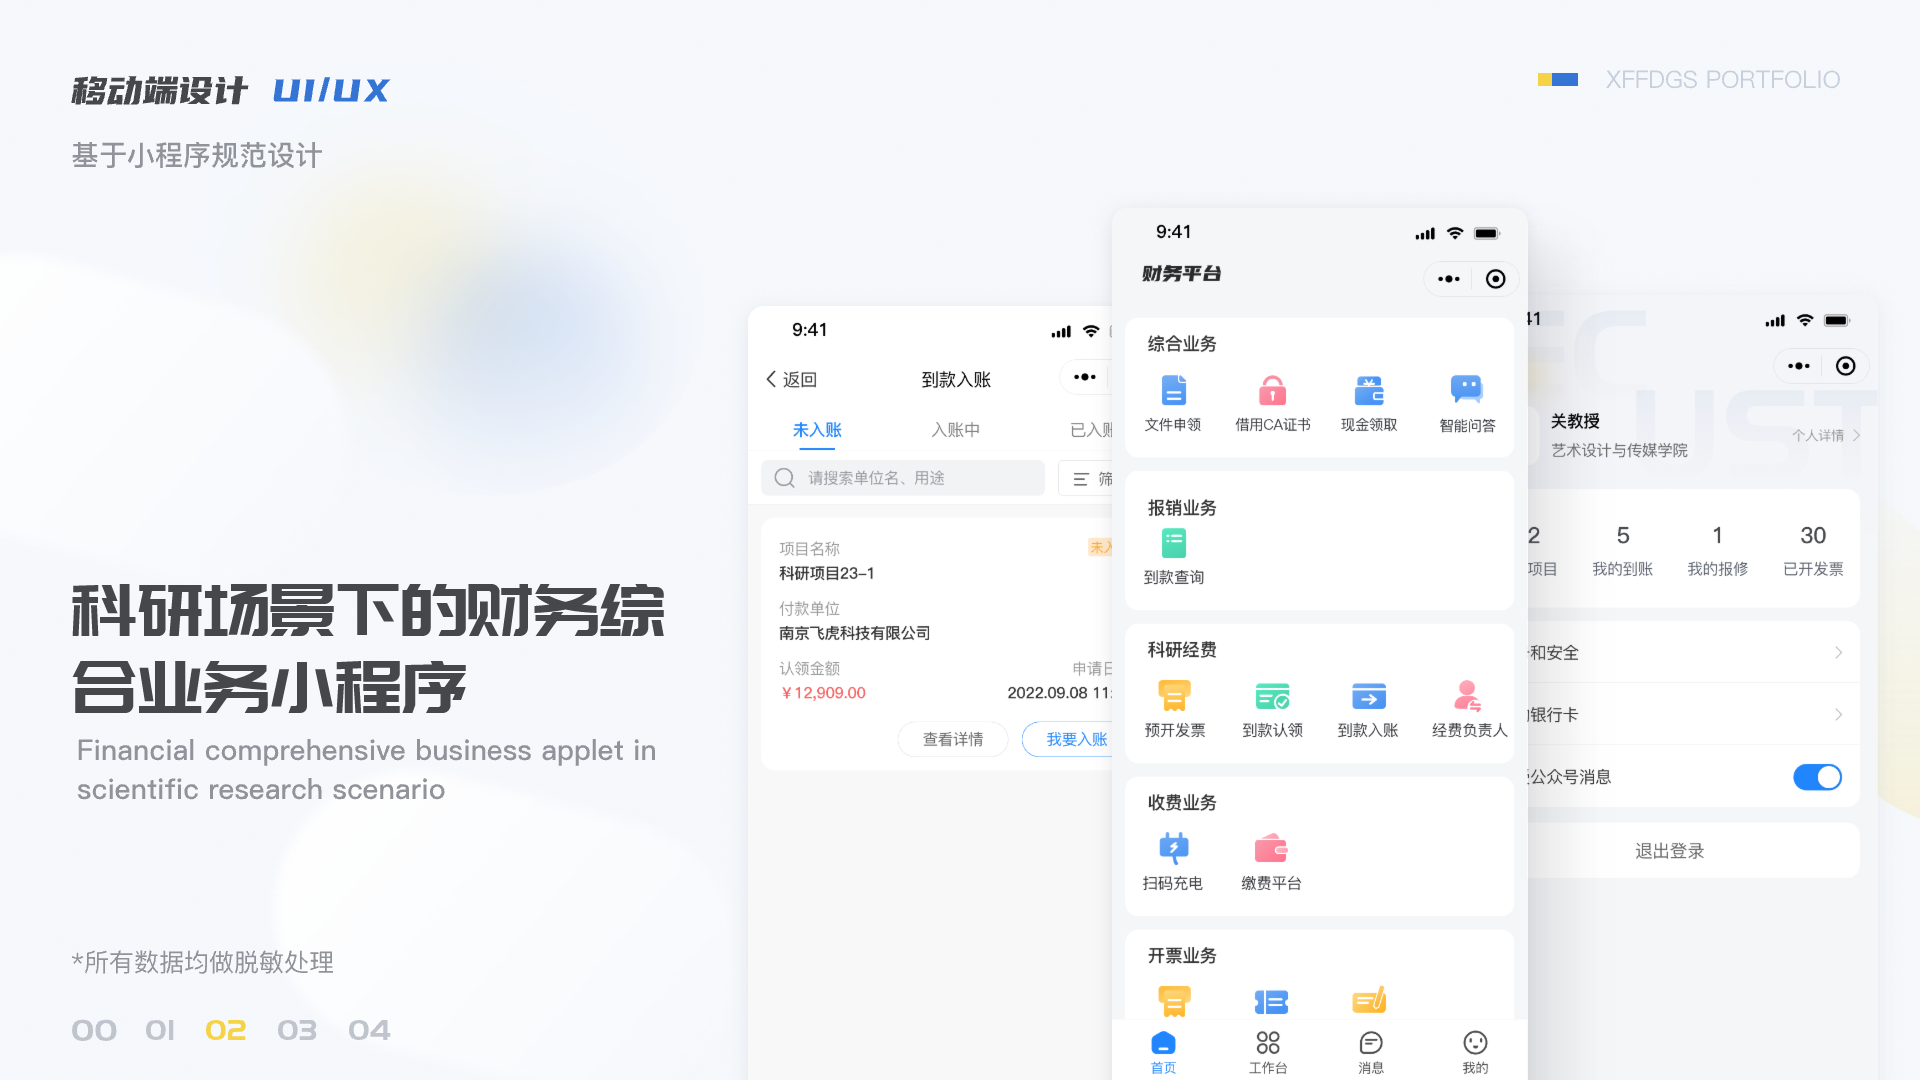 移动端设计 UI/UX
XFFDGS PORTFOLIO
基于小程序规范设计
科研场景下的财务综
合业务小程序
Financial comprehensive business applet in
scientific research scenario
*所有数据均做脱敏处理
00 01 02 03 04
9:41
返回 到款入账
未入账 入账中 已入账
请搜索单位名、用途 筛
项目名称 未入
科研项目23-1
付款单位
南京飞虎科技有限公司
认领金额 申请日
¥12,909.00 2022.09.08 11:
查看详情 我要入账
9:41
财务平台
综合业务
文件申领 借用CA证书 现金领取 智能问答
报销业务
到款查询
科研经费
预开发票 到款认领 到款入账 经费负责人
收费业务
扫码充电 缴费平台
开票业务
首页 工作台 消息 我的
41
关教授
艺术设计与传媒学院
个人详情
2 5 1 30
项目 我的到账 我的报修 已开发票
和安全
银行卡
公众号消息
退出登录
UST